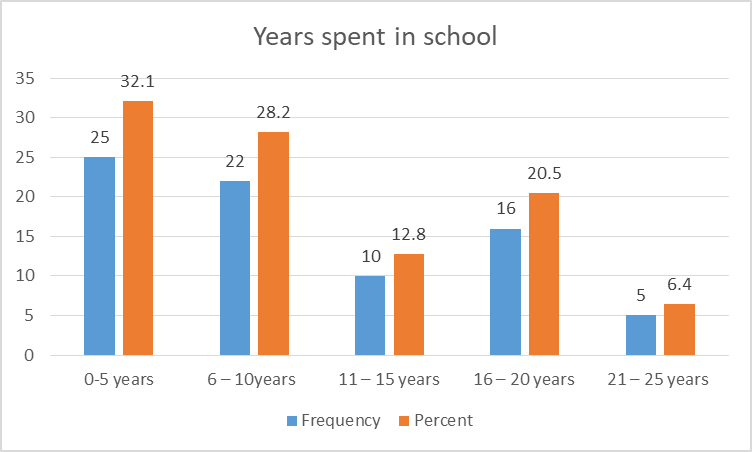 Years spent in school
35
30
25
20
15
10
5
0
25
32.1
22
28.2
10
12.8
16
20.5
5
6.4
0-5 years
6 – 10years
11 – 15 years
16 – 20 years
21 – 25 years
Frequency
Percent